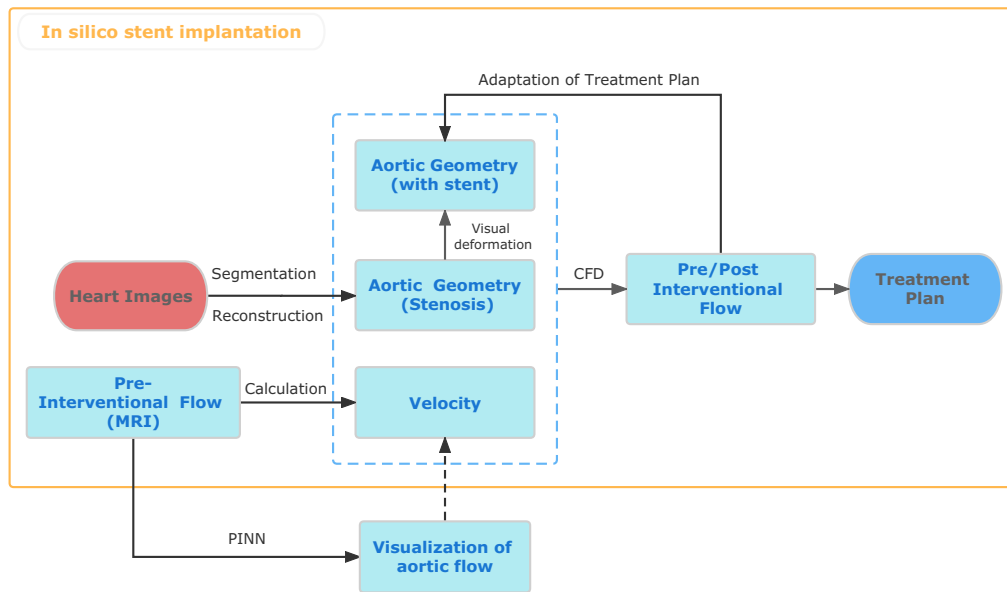 In silico stent implantation
Adaptation of Treatment Plan
Aortic Geometry
(with stent)
Visual
deformation
Segmentation
Reconstruction
Heart Images
Aortic Geometry
(Stenosis)
CFD
Pre/Post
Interventional
Flow
Treatment
Plan
Pre-
Interventional Flow
(MRI)
Calculation
Velocity
PINN
Visualization of
aortic flow